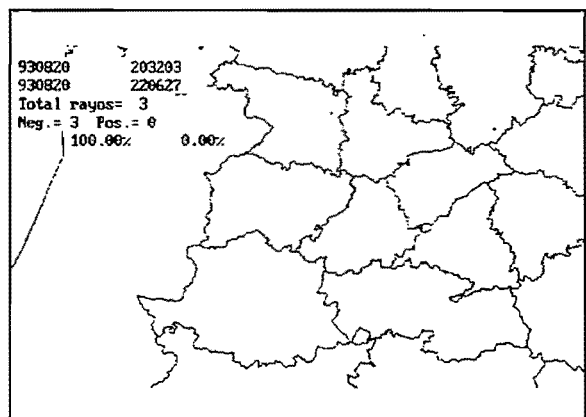 930820 203203
930820 220627
Total rayos= 3
Neg.= 3 Pos.= 0
100.00% 0.00%